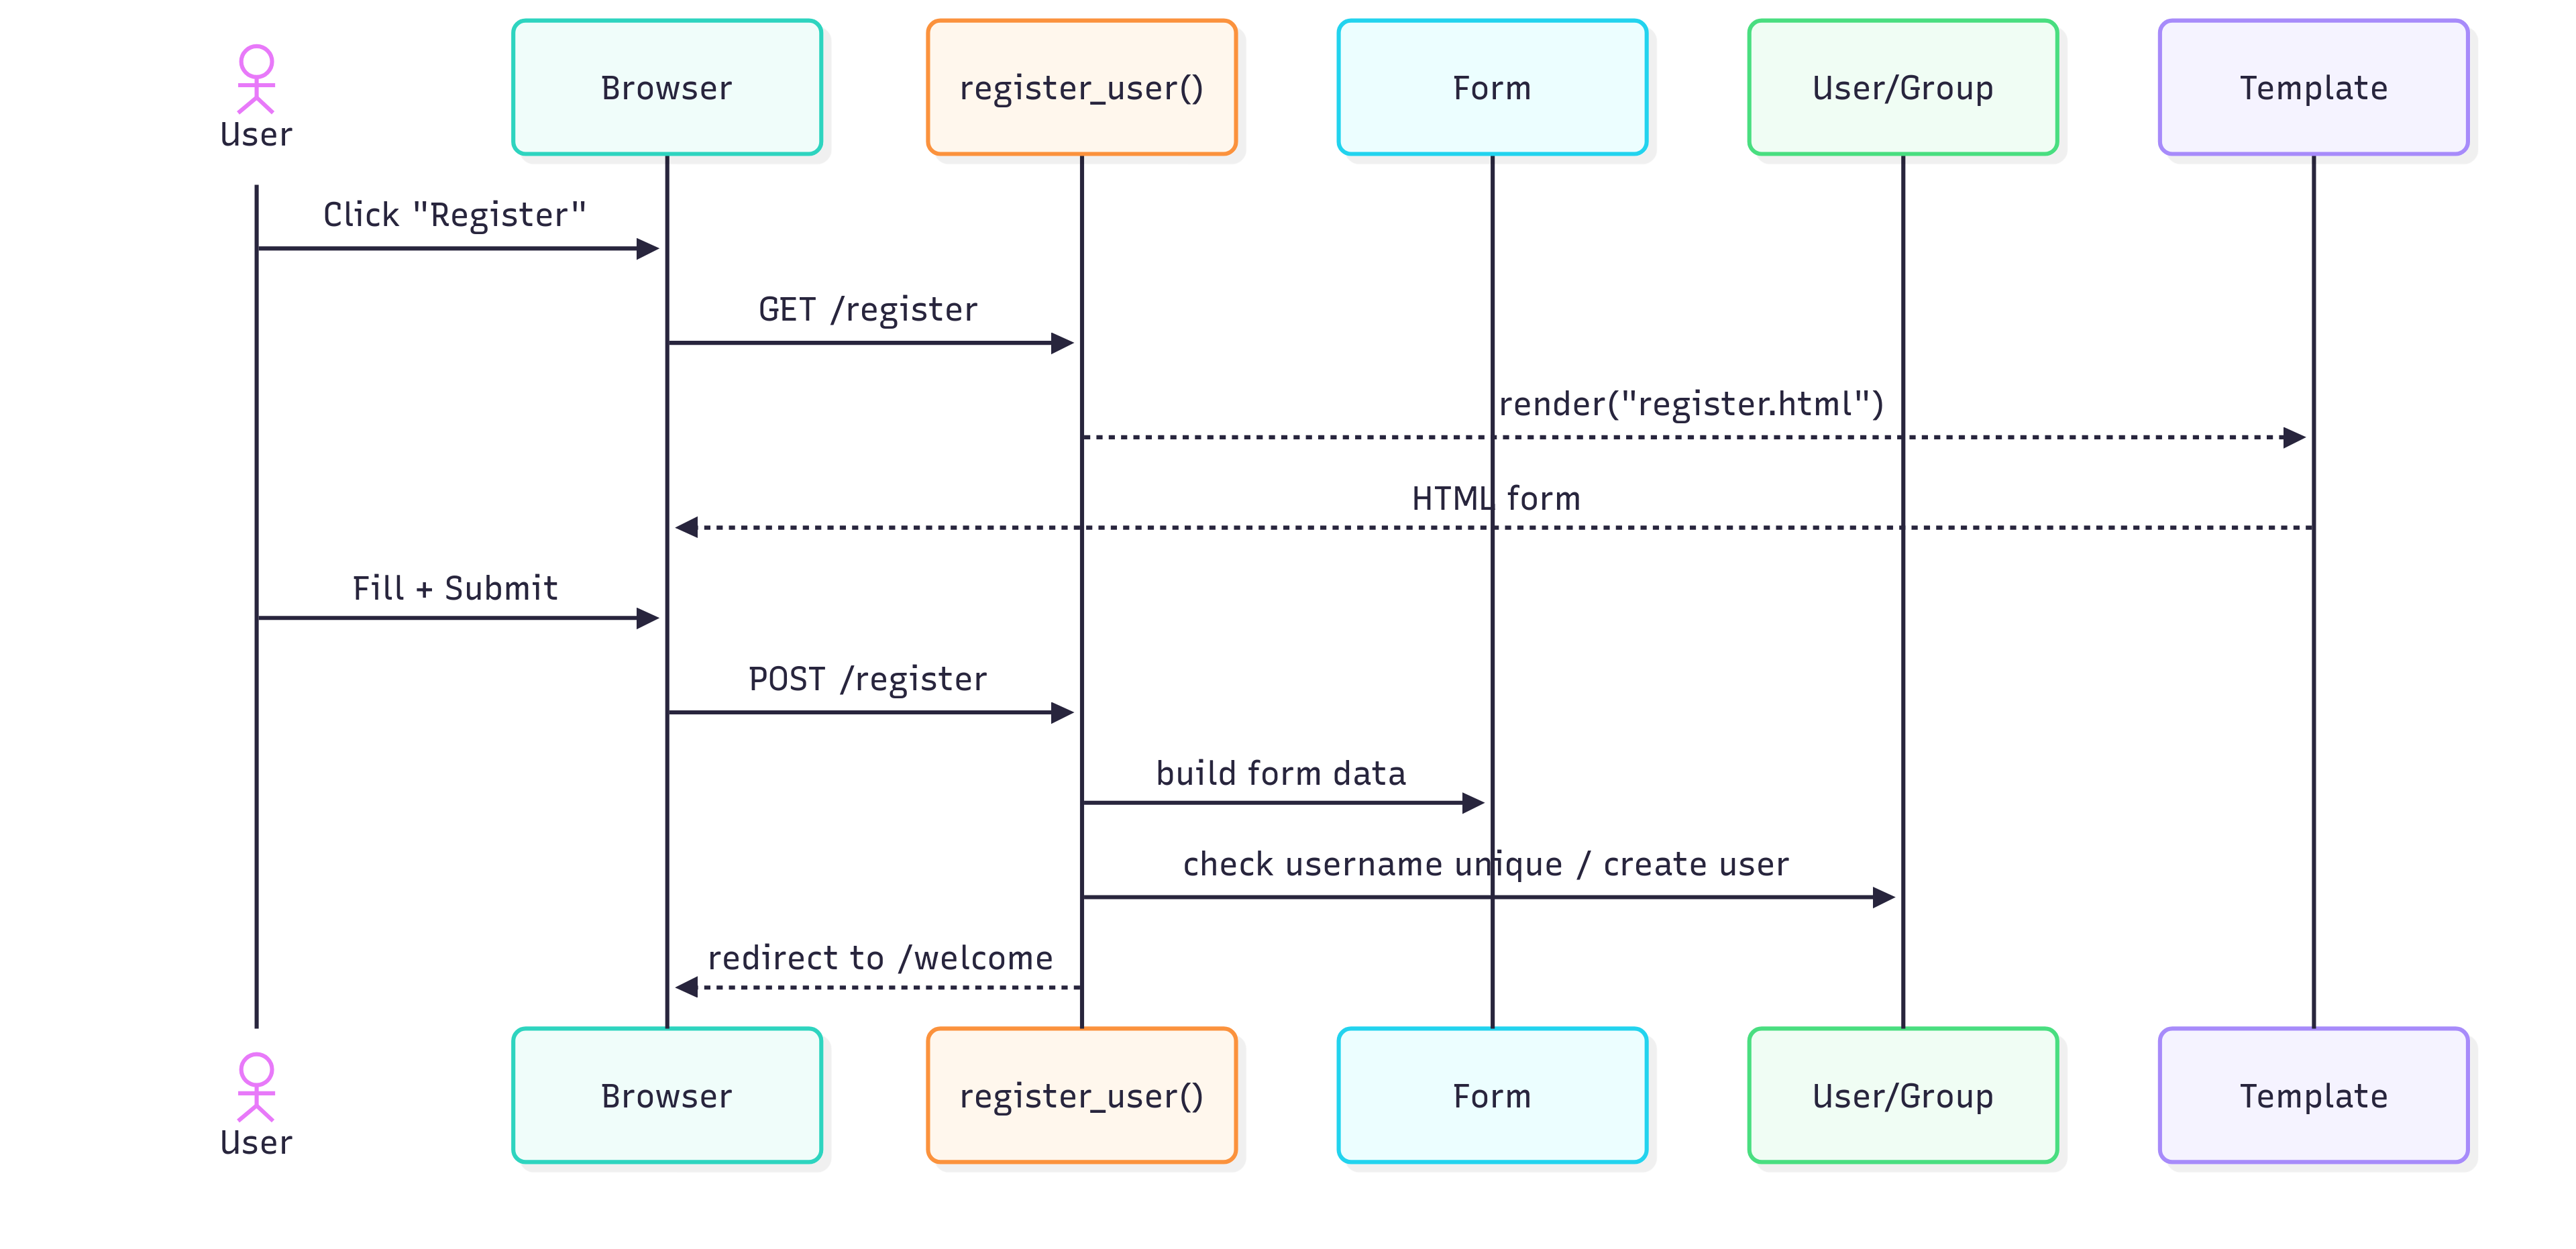 User
Browser
register_user()
Form
User/Group
Template
Click "Register"
GET /register
render("register.html")
HTML form
Fill + Submit
POST /register
build form data
check username unique / create user
redirect to /welcome
User
Browser
register_user()
Form
User/Group
Template